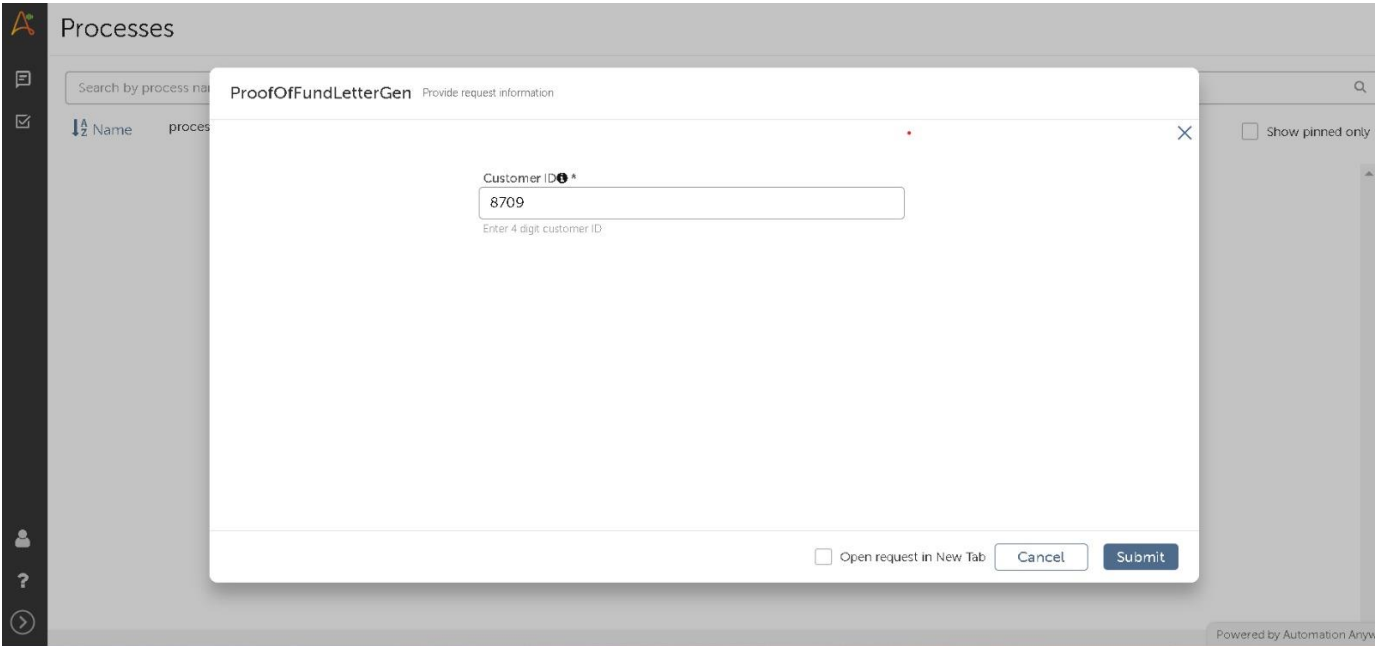 Processes
Search by process nai
ProofOfFundLetterGen Provide request information
Name proces
Show pinned only
Customer ID *
8709
Enter 4 digit customer ID
Open request in New Tab Cancel Submit
Powered by Automation Anyw